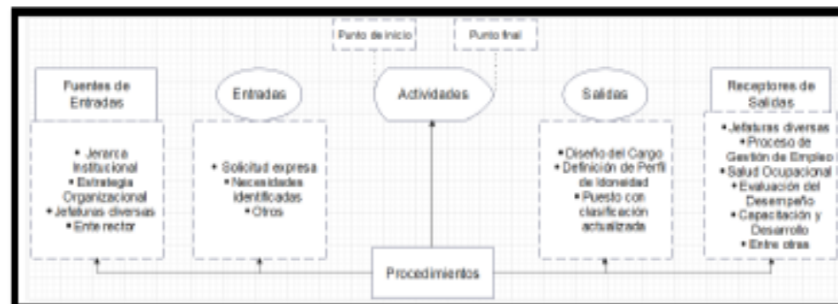 Punto de inicio
Punto final
Fuentes de
Entradas
Entradas
Actividades
Salidas
Receptores de
Salidas
• Jerarca
Institucional
• Estrategia
Organizacional
• Jefaturas diversas
• Ente rector
• Solicitud expresa
• Necesidades
identificadas
• Otros
• Diseño del Cargo
• Definición de Perfil
de Idoneidad
• Puesto con
clasificación
actualizada
• Jefaturas diversas
• Proceso de
Gestión de Empleo
• Salud Ocupacional
• Evaluación del
Desempeño
• Capacitación y
Desarrollo
• Entre otras
Procedimientos